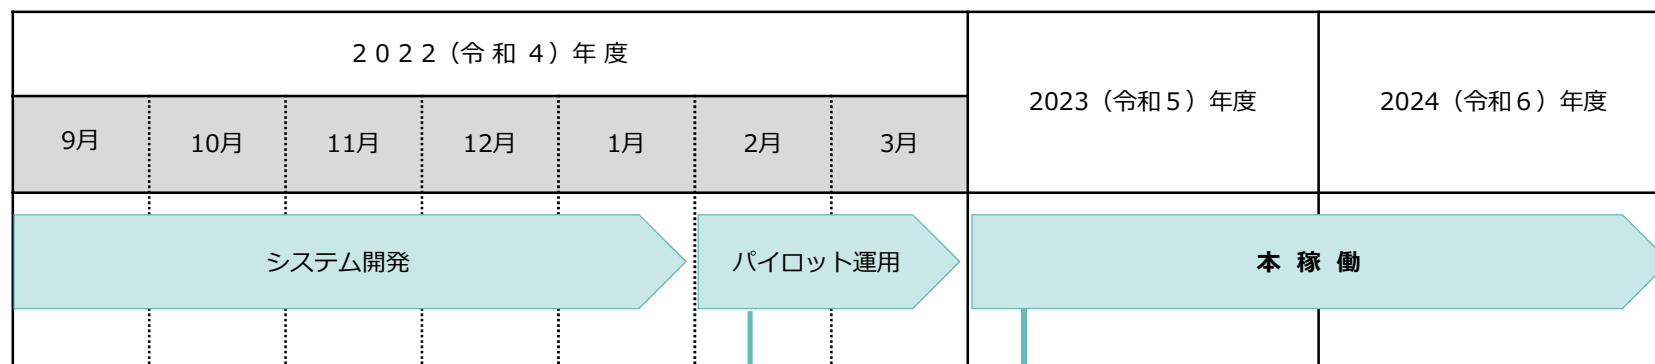 ２０２２（令和４）年度
2023（令和５）年度
2024（令和６）年度
9月
10月
11月
12月
1月
2月
3月
システム開発
パイロット運用
本稼働